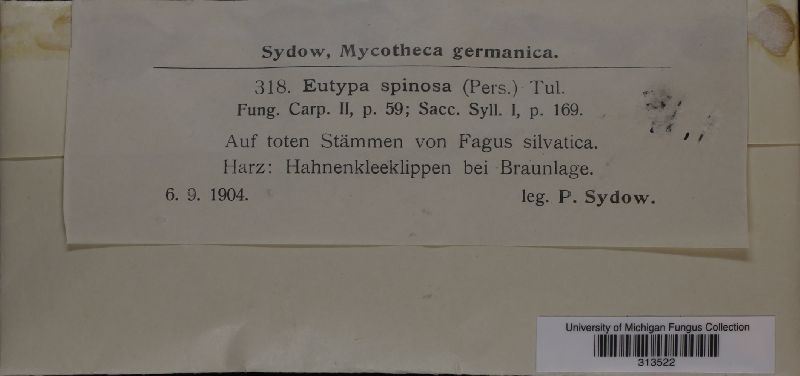 Sydow, Mycotheca germanica.
318. Eutypa spinosa (Pers.) Tul.
Fung. Carp. II, p. 59; Sacc. Syll. I, p. 169.
Auf toten Stämmen von Fagus silvatica.
Harz: Hahnenkleeklippen bei Braunlage.
6. 9. 1904. leg. P. Sydow.
University of Michigan Fungus Collection
313522